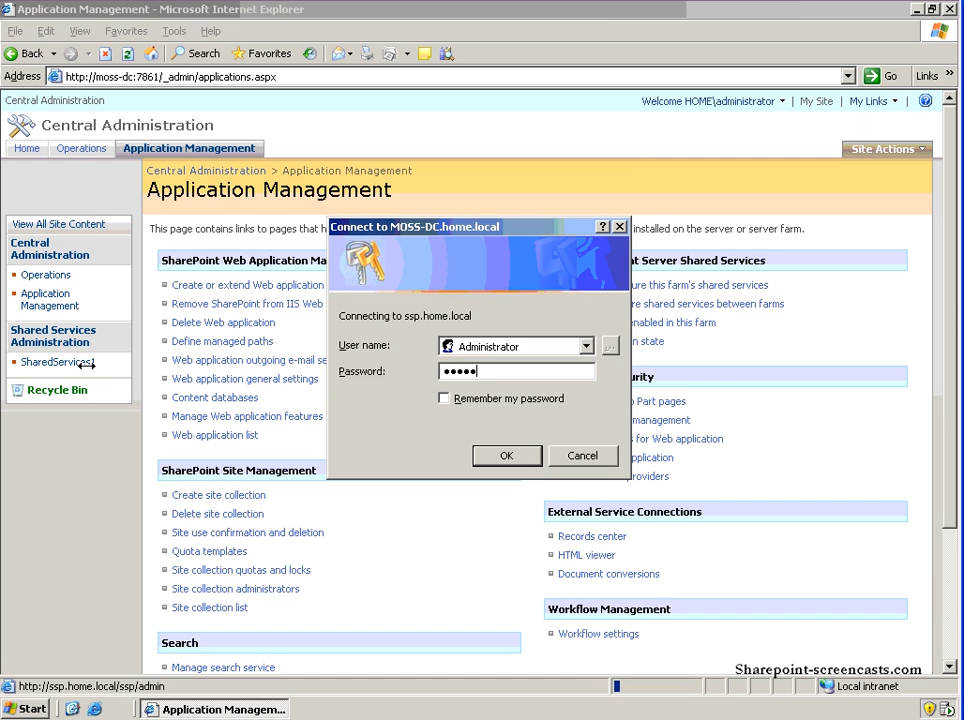 Application Management - Microsoft Internet Explorer
File Edit View Favorites Tools Help
Back Search Favorites
Address http://moss-dc:7861/_admin/applications.aspx Go Links »
Central Administration Welcome HOME\administrator My Site My Links
Central Administration
Home Operations Application Management Site Actions
Central Administration > Application Management
Application Management
View All Site Content
Central
Administration
Operations
Application
Management
Shared Services
Administration
SharedServices1
Recycle Bin
This page contains links to pages that h
installed on the server or server farm.
SharePoint Web Application Ma
Create or extend Web application
Remove SharePoint from IIS Web
Delete Web application
Define managed paths
Web application outgoing e-mail se
Web application general settings
Content databases
Manage Web application features
Web application list
SharePoint Site Management
Create site collection
Delete site collection
Site use confirmation and deletion
Quota templates
Site collection quotas and locks
Site collection administrators
Site collection list
Search
Manage search service
Connect to MOSS-DC.home.local
Connecting to ssp.home.local
User name: Administrator
Password: •••••
Remember my password
OK Cancel
t Server Shared Services
ure this farm's shared services
re shared services between farms
enabled in this farm
n state
urity
b Part pages
management
s for Web application
pplication
roviders
External Service Connections
Records center
HTML viewer
Document conversions
Workflow Management
Workflow settings
Sharepoint-screencasts.com
http://ssp.home.local/ssp/admin Local intranet
Start Application Managem...